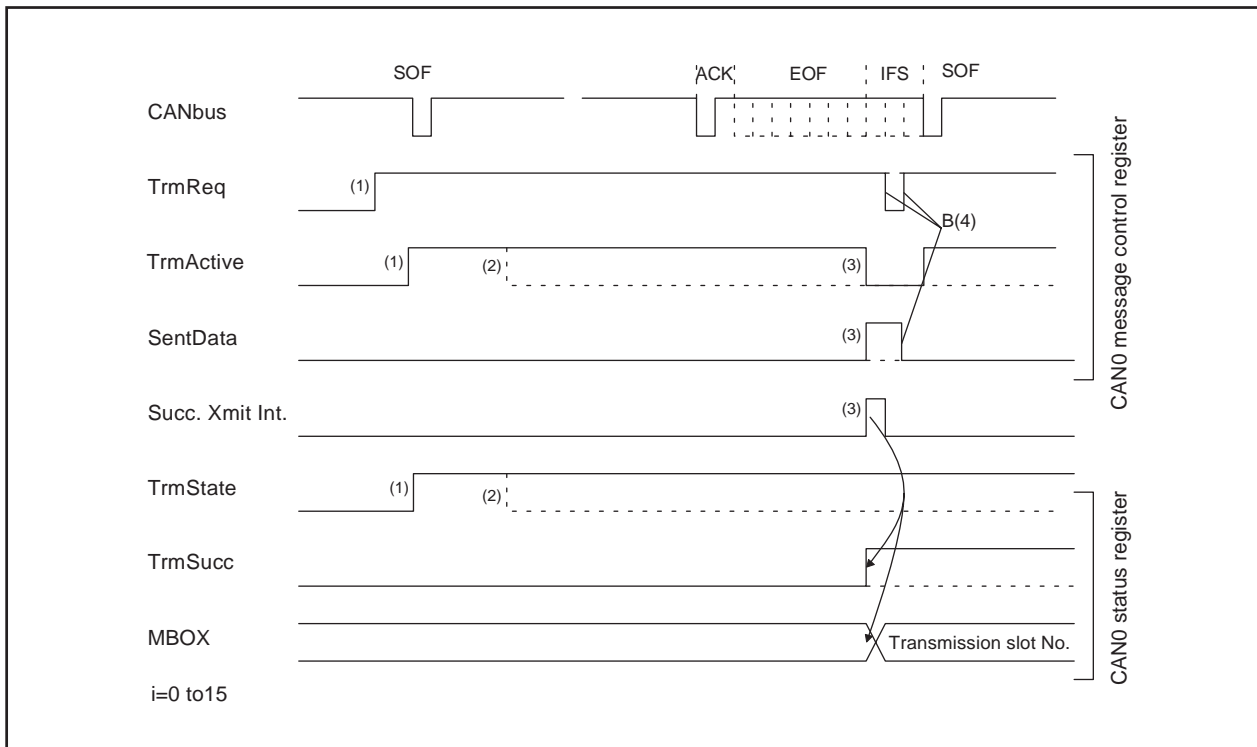 SOF ACK EOF IFS SOF
CANbus
TrmReq (1)
B(4)
TrmActive (1) (2) (3)
SentData (3)
Succ. Xmit Int. (3)
TrmState (1) (2)
TrmSucc
MBOX Transmission slot No.
i=0 to15
CAN0 message control register
CAN0 status register